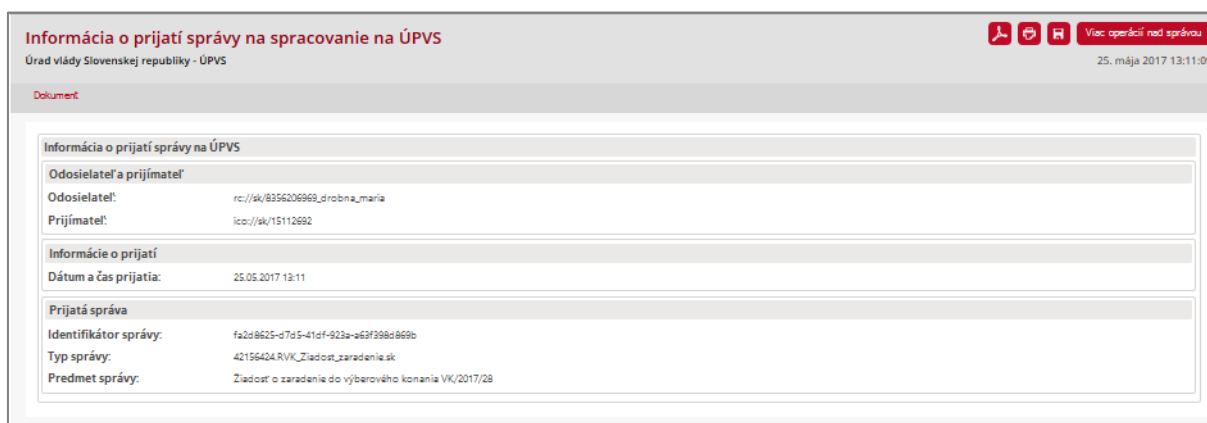 Informácia o prijatí správy na spracovanie na ÚPVS
Viac operácií nad správou
Úrad vlády Slovenskej republiky - ÚPVS
25. mája 2017 13:11:09
Dokument
Informácia o prijatí správy na ÚPVS
Odosielateľ a prijímateľ
Odosielateľ: rc://sk/8356206969_drobna_maria
Prijímateľ: ico://sk/15112692
Informácie o prijatí
Dátum a čas prijatia: 25.05.2017 13:11
Prijatá správa
Identifikátor správy: fa2d8625-d7d5-41df-923a-a63f398d869b
Typ správy: 42156424.RVK_Ziadost_zaradenie.sk
Predmet správy: Žiadosť o zaradenie do výberového konania VK/2017/28